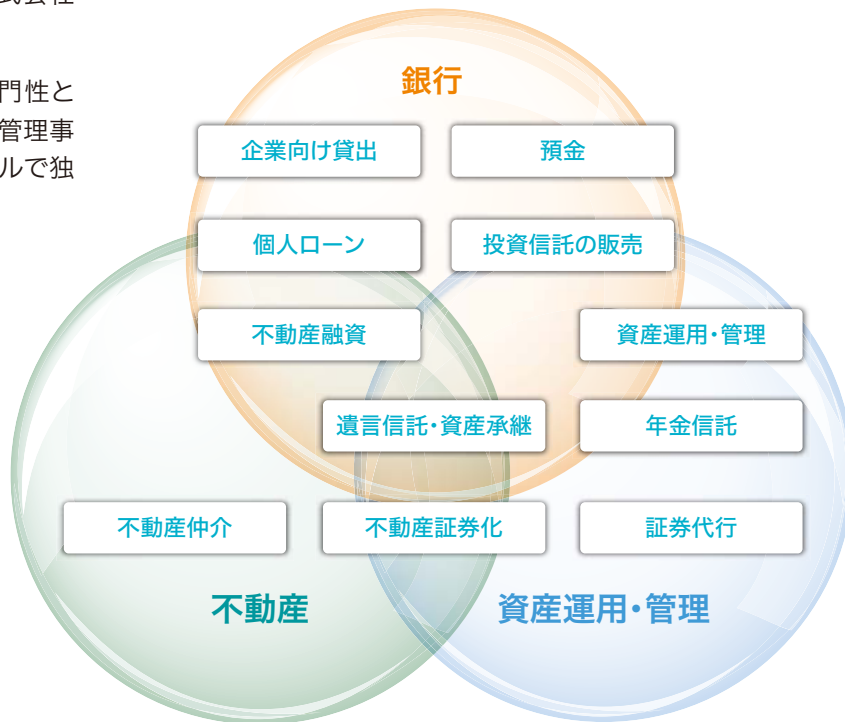 式会社
門性と
管理事
ルで独
銀行
企業向け貸出
預金
個人ローン
投資信託の販売
不動産融資
資産運用・管理
遺言信託・資産承継
年金信託
不動産仲介
不動産証券化
証券代行
不動産
資産運用・管理